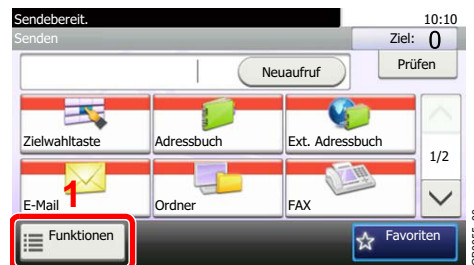 Sendebereit. 10:10
Senden Ziel: 0
Neuaufruf Prüfen
Zielwahltaste Adressbuch Ext. Adressbuch
1/2
E-Mail 1 Ordner FAX
Funktionen Favoriten